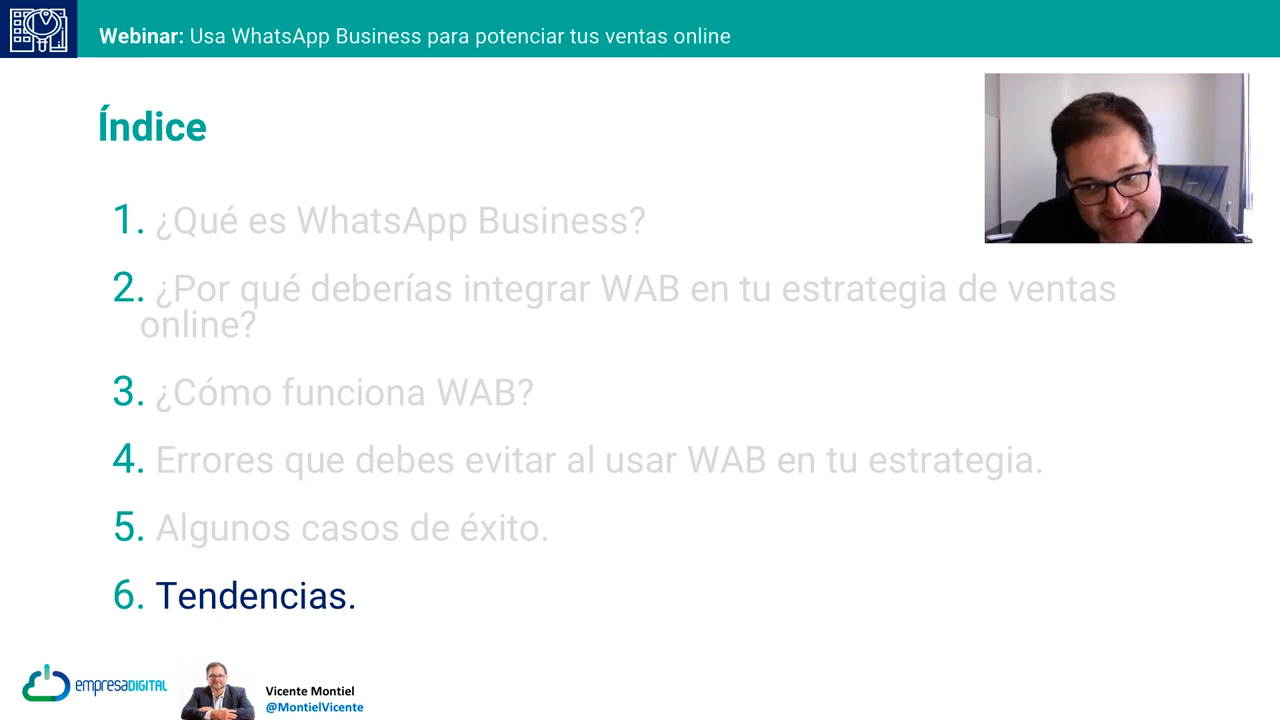 Webinar: Usa WhatsApp Business para potenciar tus ventas online
Índice
1. ¿Qué es WhatsApp Business?
2. ¿Por qué deberías integrar WAB en tu estrategia de ventas
online?
3. ¿Cómo funciona WAB?
4. Errores que debes evitar al usar WAB en tu estrategia.
5. Algunos casos de éxito.
6. Tendencias.
empresaDIGITAL
Vicente Montiel
@MontielVicente